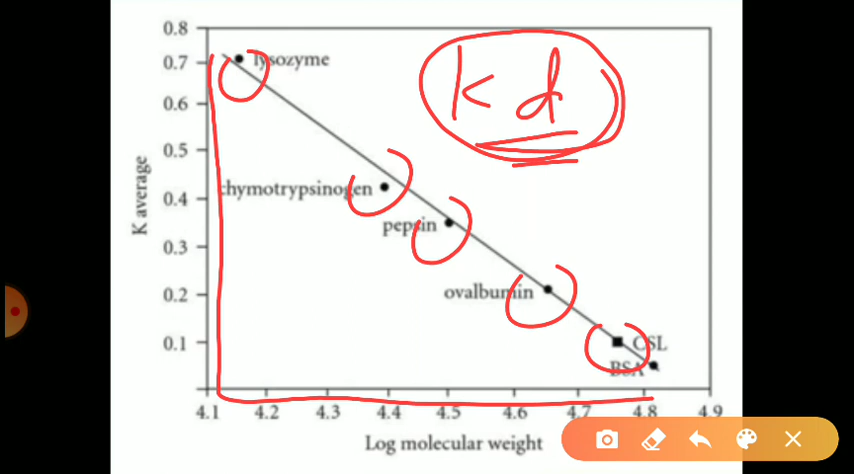 0.8
0.7
0.6
0.5
0.4
0.3
0.2
0.1
K average
lysozyme
chymotrypsinogen
pepsin
ovalbumin
CSL
BSA
kd
4.1 4.2 4.3 4.4 4.5 4.6 4.7 4.8 4.9
Log molecular weight